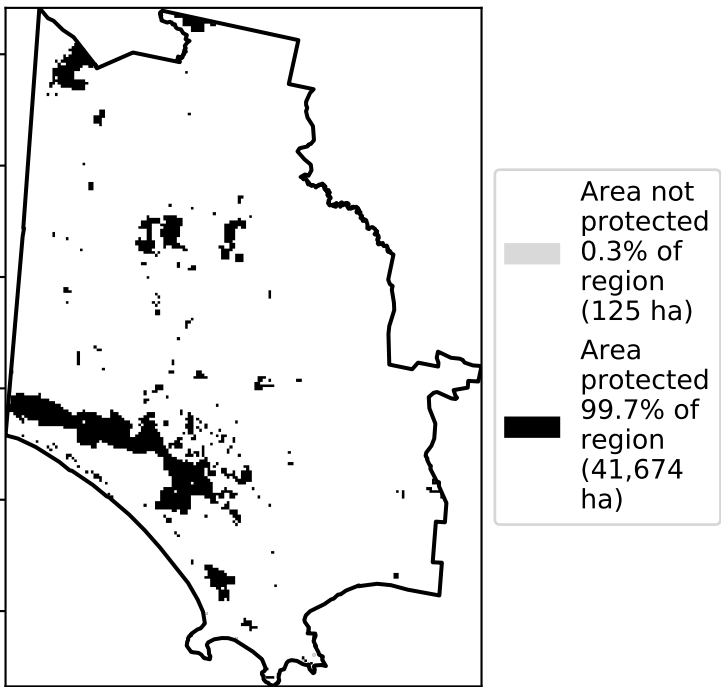 Area not
protected
0.3% of
region
(125 ha)
Area
protected
99.7% of
region
(41,674
ha)